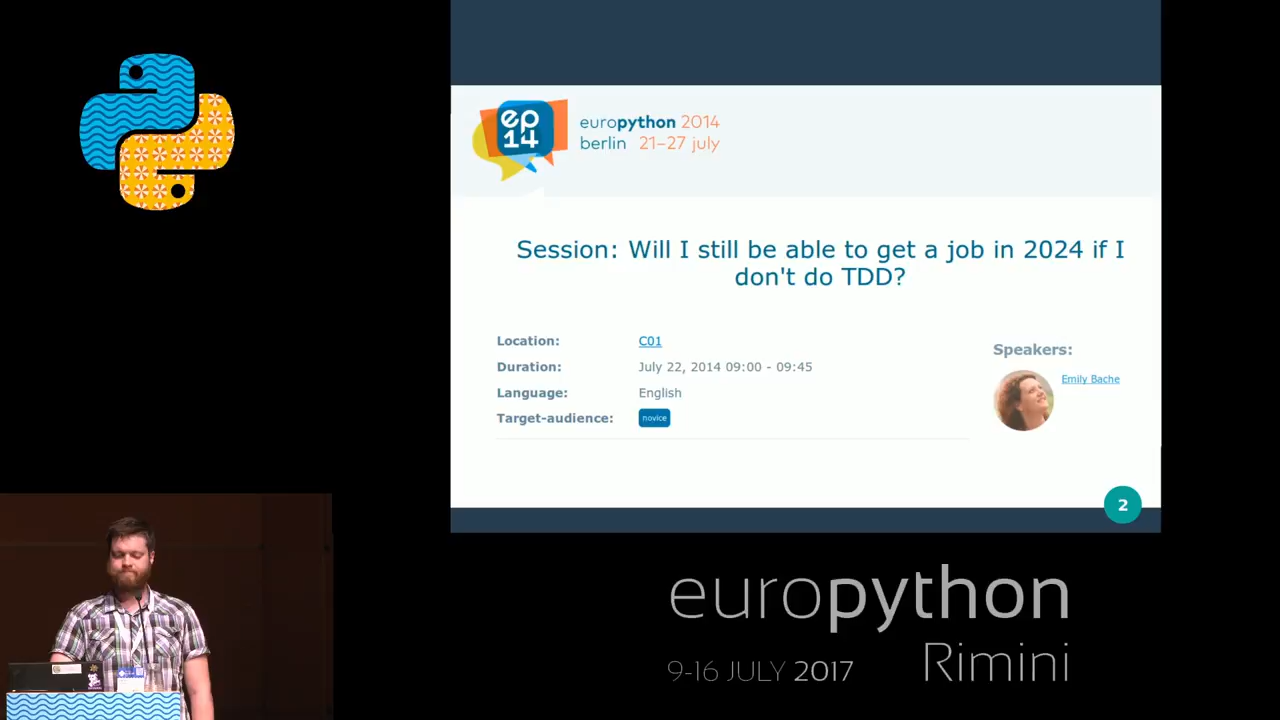 ep
14
europython 2014
berlin 21–27 july
Session: Will I still be able to get a job in 2024 if I
don't do TDD?
Location: C01
Duration: July 22, 2014 09:00 - 09:45
Language: English
Target-audience: novice
Speakers:
Emily Bache
2
europython
Rimini
9-16 JULY 2017